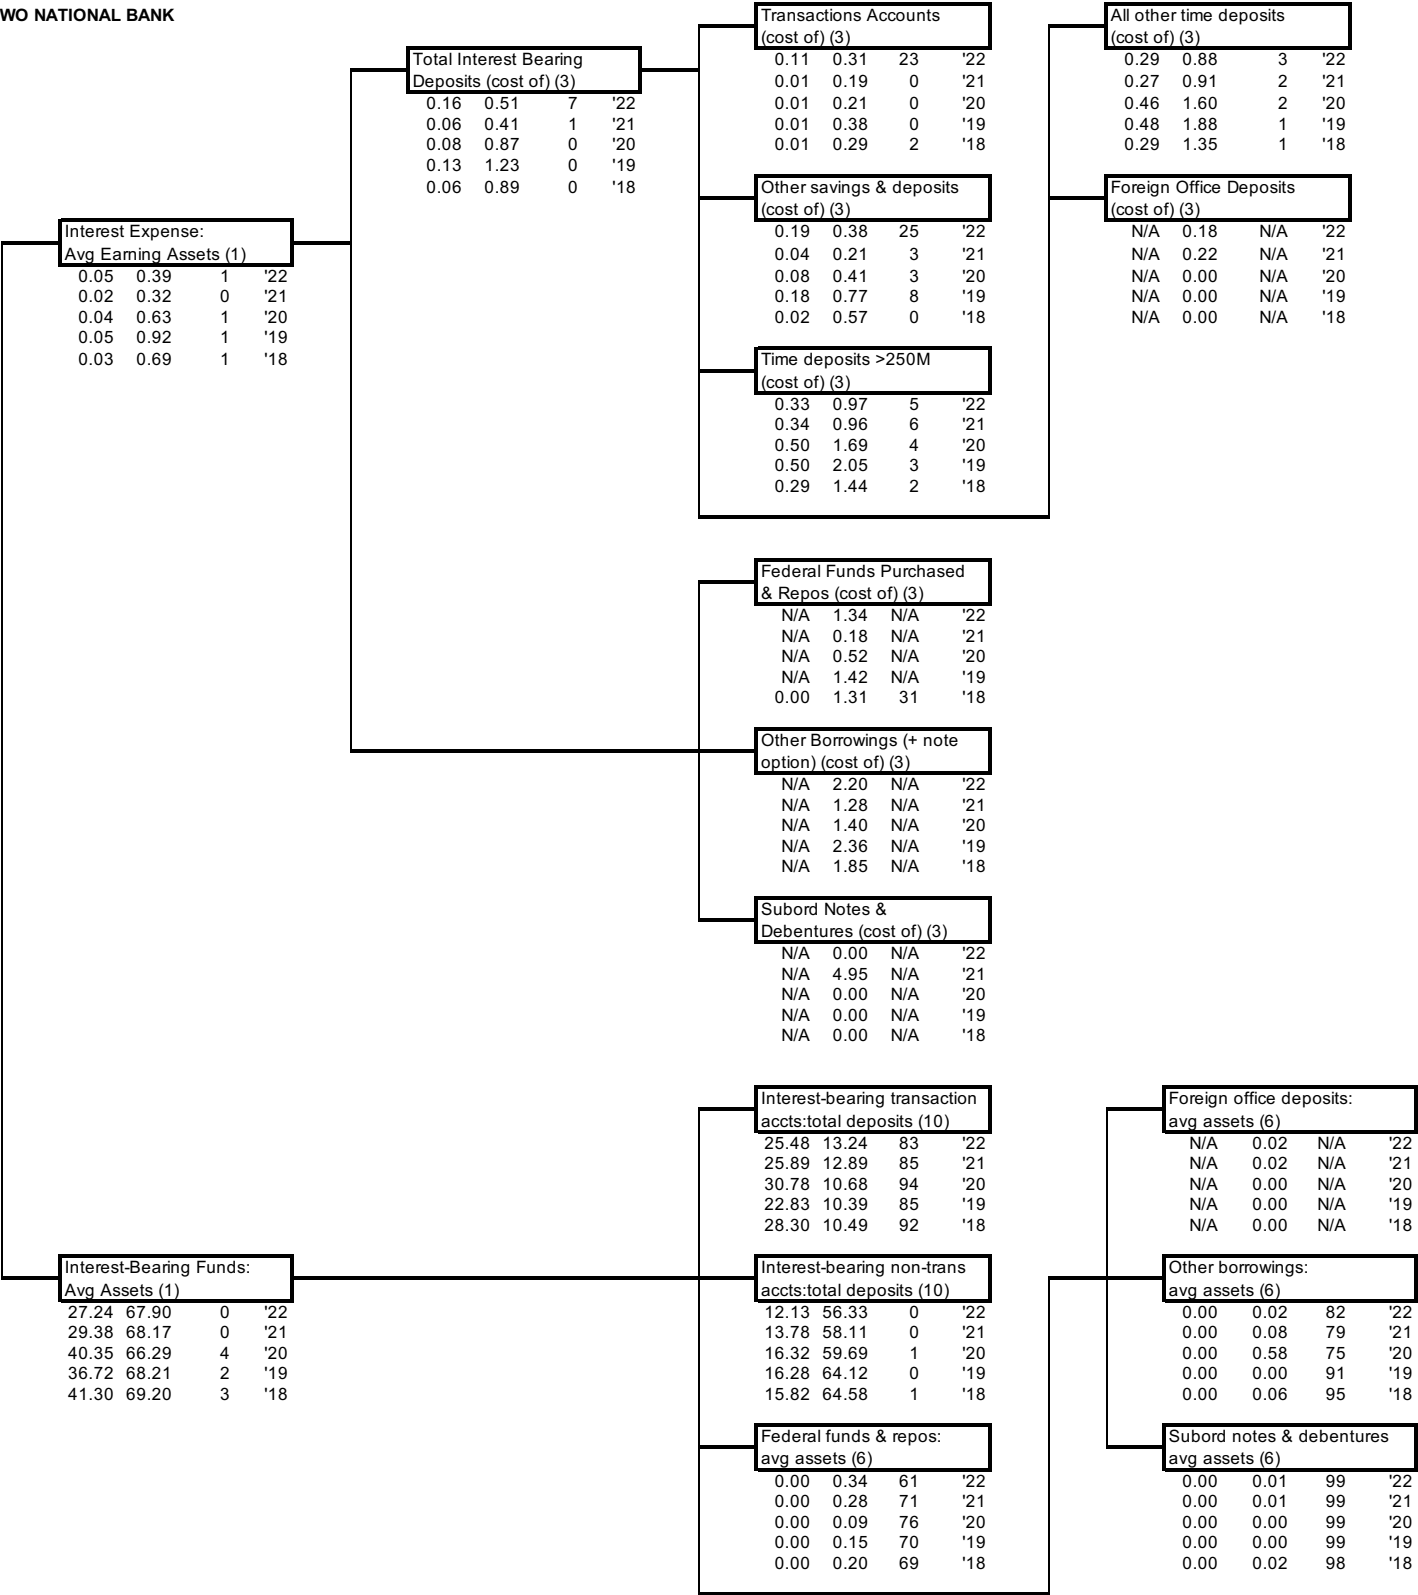 WO NATIONAL BANK
Transactions Accounts
(cost of) (3)
0.11 0.31 23 '22
0.01 0.19 0 '21
0.01 0.21 0 '20
0.01 0.38 0 '19
0.01 0.29 2 '18
All other time deposits
(cost of) (3)
0.29 0.88 3 '22
0.27 0.91 2 '21
0.46 1.60 2 '20
0.48 1.88 1 '19
0.29 1.35 1 '18
Total Interest Bearing
Deposits (cost of) (3)
0.16 0.51 7 '22
0.06 0.41 1 '21
0.08 0.87 0 '20
0.13 1.23 0 '19
0.06 0.89 0 '18
Other savings & deposits
(cost of) (3)
0.19 0.38 25 '22
0.04 0.21 3 '21
0.08 0.41 3 '20
0.18 0.77 8 '19
0.02 0.57 0 '18
Foreign Office Deposits
(cost of) (3)
N/A 0.18 N/A '22
N/A 0.22 N/A '21
N/A 0.00 N/A '20
N/A 0.00 N/A '19
N/A 0.00 N/A '18
Interest Expense:
Avg Earning Assets (1)
0.05 0.39 1 '22
0.02 0.32 0 '21
0.04 0.63 1 '20
0.05 0.92 1 '19
0.03 0.69 1 '18
Time deposits >250M
(cost of) (3)
0.33 0.97 5 '22
0.34 0.96 6 '21
0.50 1.69 4 '20
0.50 2.05 3 '19
0.29 1.44 2 '18
Federal Funds Purchased
& Repos (cost of) (3)
N/A 1.34 N/A '22
N/A 0.18 N/A '21
N/A 0.52 N/A '20
N/A 1.42 N/A '19
0.00 1.31 31 '18
Other Borrowings (+ note
option) (cost of) (3)
N/A 2.20 N/A '22
N/A 1.28 N/A '21
N/A 1.40 N/A '20
N/A 2.36 N/A '19
N/A 1.85 N/A '18
Subord Notes &
Debentures (cost of) (3)
N/A 0.00 N/A '22
N/A 4.95 N/A '21
N/A 0.00 N/A '20
N/A 0.00 N/A '19
N/A 0.00 N/A '18
Interest-bearing transaction
accts:total deposits (10)
25.48 13.24 83 '22
25.89 12.89 85 '21
30.78 10.68 94 '20
22.83 10.39 85 '19
28.30 10.49 92 '18
Foreign office deposits:
avg assets (6)
N/A 0.02 N/A '22
N/A 0.02 N/A '21
N/A 0.00 N/A '20
N/A 0.00 N/A '19
N/A 0.00 N/A '18
Interest-Bearing Funds:
Avg Assets (1)
27.24 67.90 0 '22
29.38 68.17 0 '21
40.35 66.29 4 '20
36.72 68.21 2 '19
41.30 69.20 3 '18
Interest-bearing non-trans
accts:total deposits (10)
12.13 56.33 0 '22
13.78 58.11 0 '21
16.32 59.69 1 '20
16.28 64.12 0 '19
15.82 64.58 1 '18
Other borrowings:
avg assets (6)
0.00 0.02 82 '22
0.00 0.08 79 '21
0.00 0.58 75 '20
0.00 0.00 91 '19
0.00 0.06 95 '18
Federal funds & repos:
avg assets (6)
0.00 0.34 61 '22
0.00 0.28 71 '21
0.00 0.09 76 '20
0.00 0.15 70 '19
0.00 0.20 69 '18
Subord notes & debentures
avg assets (6)
0.00 0.01 99 '22
0.00 0.01 99 '21
0.00 0.00 99 '20
0.00 0.00 99 '19
0.00 0.02 98 '18